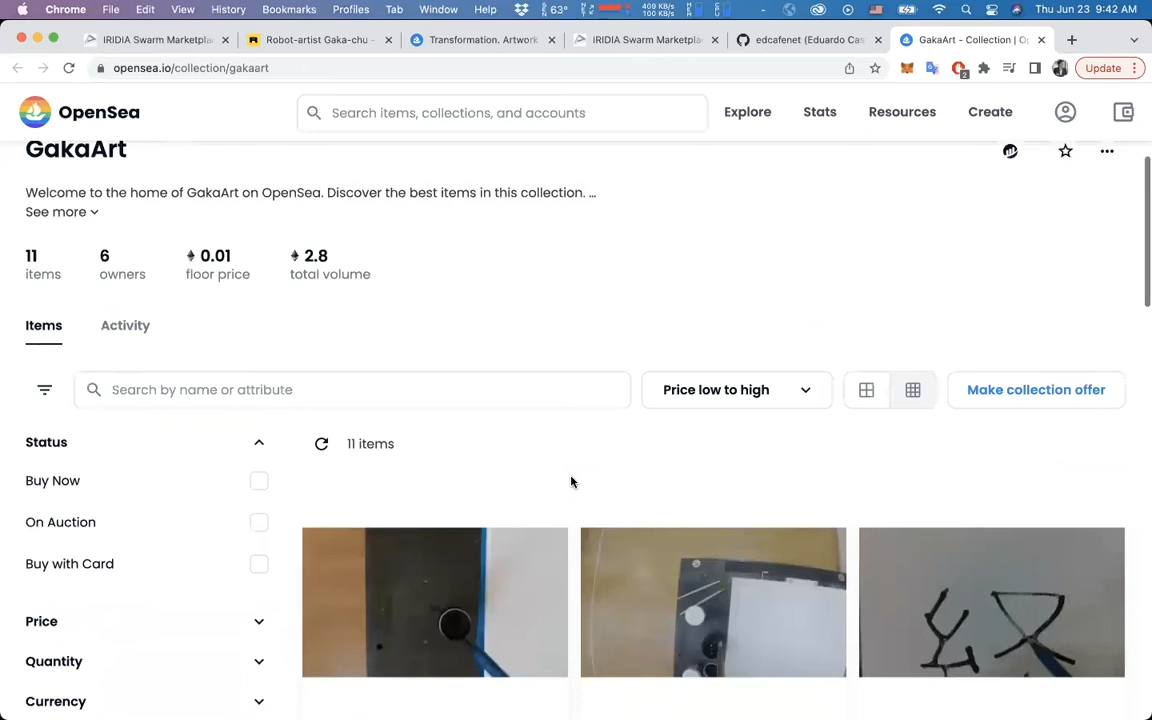 Chrome File Edit View History Bookmarks Profiles Tab Window Help 63° 409 KB/s 100 KB/s Thu Jun 23 9:42 AM
IRIDIA Swarm Marketpla Robot-artist Gaka-chu - Transformation. Artwork IRIDIA Swarm Marketpla edcafenet (Eduardo Cas GakaArt - Collection | O
opensea.io/collection/gakaart 2 Update
OpenSea Search items, collections, and accounts Explore Stats Resources Create
GakaArt
Welcome to the home of GakaArt on OpenSea. Discover the best items in this collection. ...
See more
11 6 0.01 2.8
items owners floor price total volume
Items Activity
Search by name or attribute Price low to high Make collection offer
Status 11 items
Buy Now
On Auction
Buy with Card
Price
Quantity
Currency